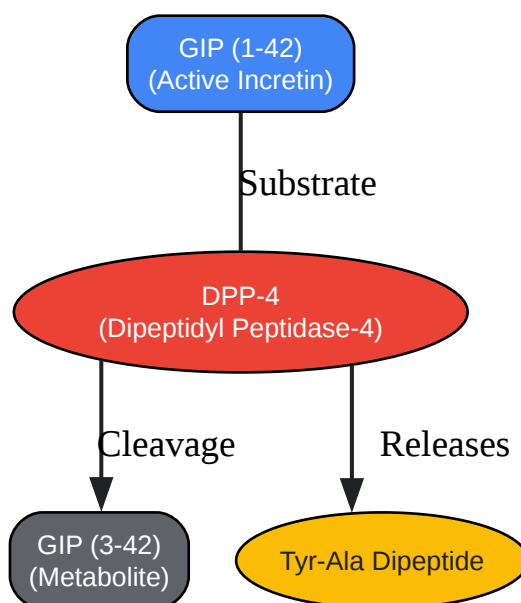 GIP (1-42)
(Active Incretin)
Substrate
DPP-4
(Dipeptidyl Peptidase-4)
Cleavage
Releases
GIP (3-42)
(Metabolite)
Tyr-Ala Dipeptide